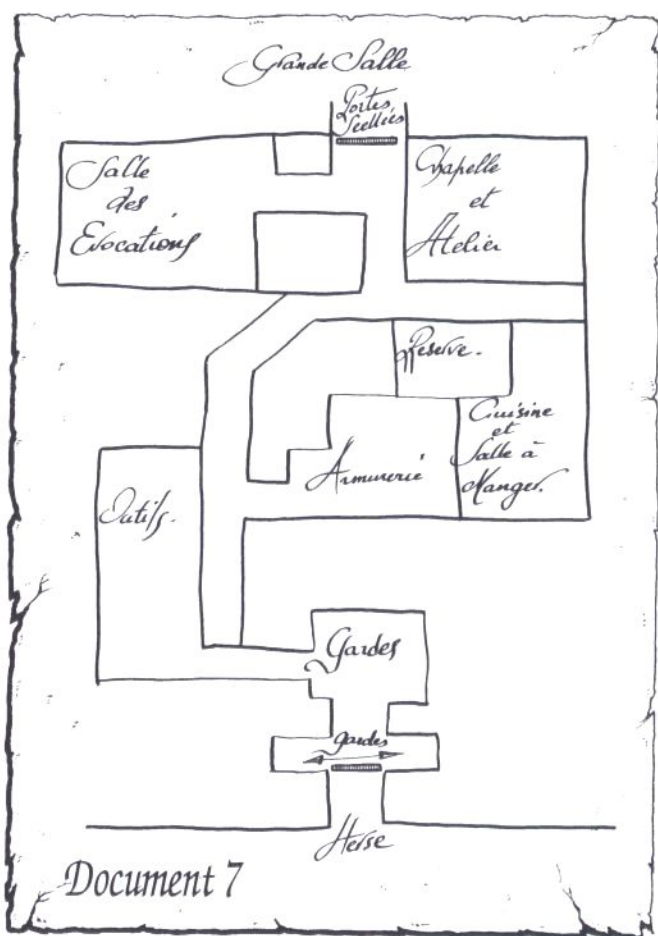 Grande Salle
Portes
Scellées
Salle
des
Evocations
Chapelle
et
Atelier
Réserve.
Cuisine
et
Salle à
Manger.
Armurerie
Outils.
Gardes
gardes
Herse
Document 7